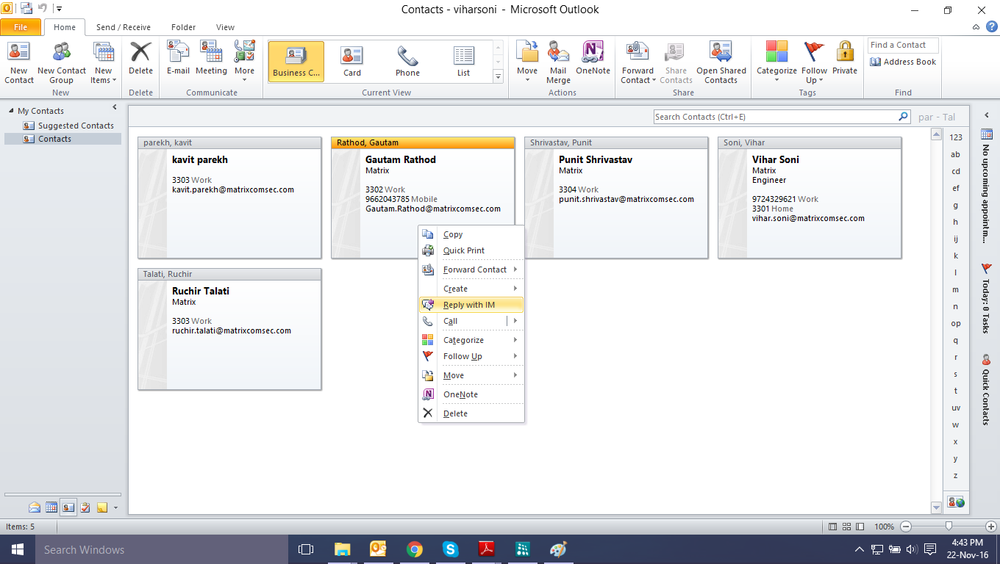 Contacts - viharsoni - Microsoft Outlook
File Home Send / Receive Folder View
New Contact
New Contact Group
New Items
New
Delete
Delete
E-mail
Meeting
More
Communicate
Business C...
Card
Phone
List
Current View
Move
Mail Merge
OneNote
Actions
Forward Contact
Share Contacts
Open Shared Contacts
Share
Categorize
Follow Up
Private
Tags
Find a Contact
Address Book
Find
My Contacts
Suggested Contacts
Contacts
Search Contacts (Ctrl+E)
par - Tal
parekh, kavit
kavit parekh
3303 Work
kavit.parekh@matrixcomsec.com
Rathod, Gautam
Gautam Rathod
Matrix
3302 Work
9662043785 Mobile
Gautam.Rathod@matrixcomsec.com
Shrivastav, Punit
Punit Shrivastav
Matrix
3304 Work
punit.shrivastav@matrixcomsec.com
Soni, Vihar
Vihar Soni
Matrix
Engineer
9724329621 Work
3301 Home
vihar.soni@matrixcomsec.com
Talati, Ruchir
Ruchir Talati
Matrix
3303 Work
ruchir.talati@matrixcomsec.com
Copy
Quick Print
Forward Contact
Create
Reply with IM
Call
Categorize
Follow Up
Move
OneNote
Delete
123
ab
cd
ef
g
h
ij
k
l
m
n
op
q
r
s
t
uv
w
x
y
z
No upcoming appointm...
Today: 0 Tasks
Quick Contacts
Items: 5
100%
Search Windows
4:43 PM
22-Nov-16